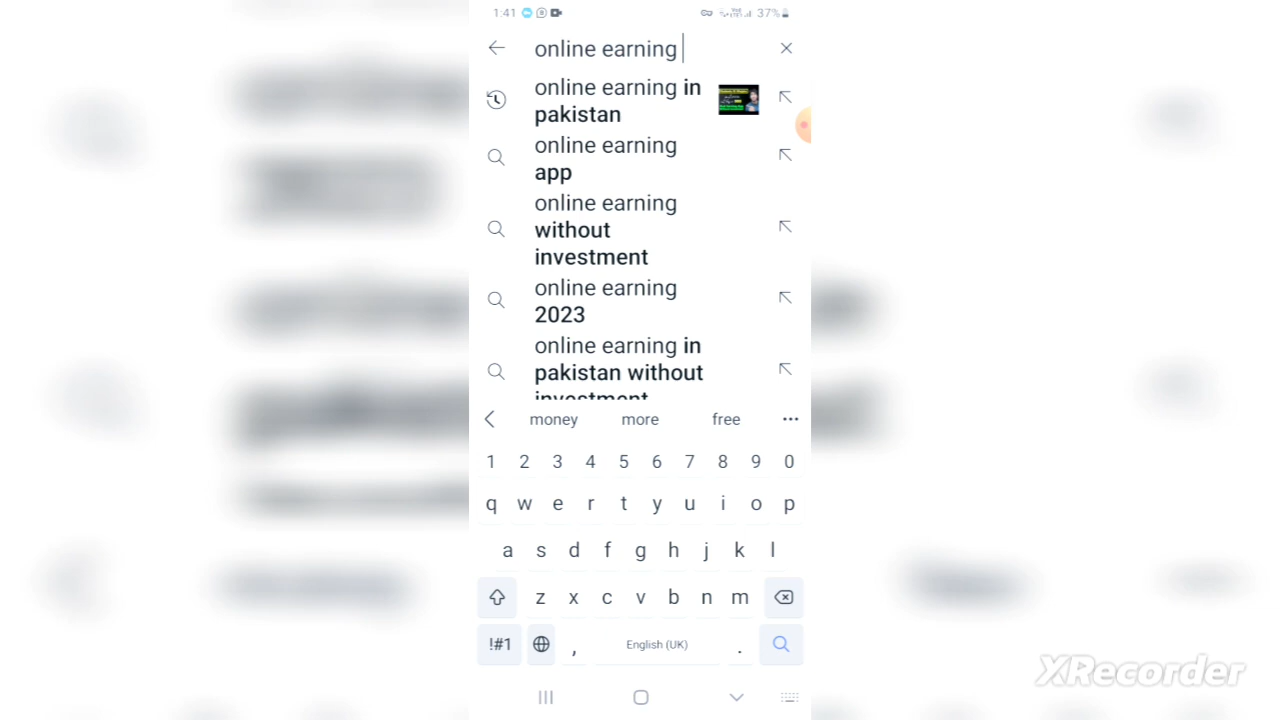 1:41
37%
online earning
online earning in
pakistan
online earning
app
online earning
without
investment
online earning
2023
online earning in
pakistan without
investment
money more free
1 2 3 4 5 6 7 8 9 0
q w e r t y u i o p
a s d f g h j k l
z x c v b n m
!#1 , English (UK) .
XRecorder